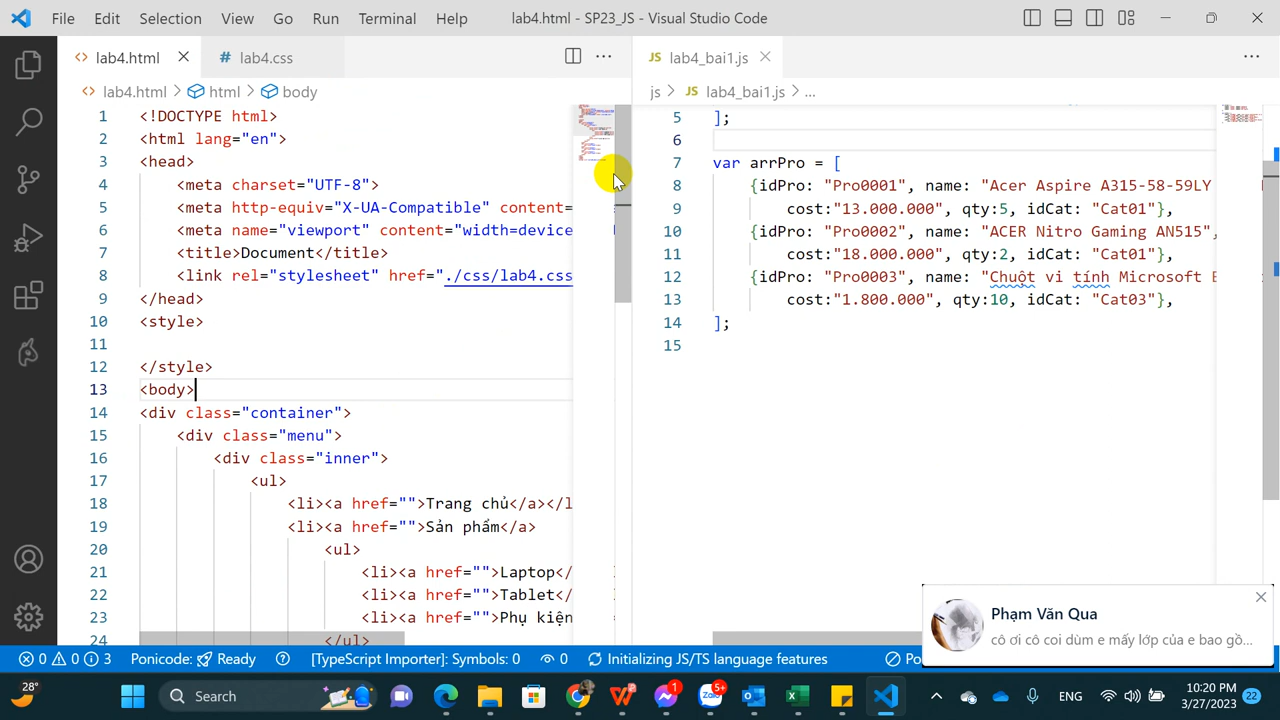 File Edit Selection View Go Run Terminal Help lab4.html - SP23_JS - Visual Studio Code
<> lab4.html # lab4.css
<> lab4.html > html > body
1 <!DOCTYPE html>
2 <html lang="en">
3 <head>
4 <meta charset="UTF-8">
5 <meta http-equiv="X-UA-Compatible" content=
6 <meta name="viewport" content="width=device
7 <title>Document</title>
8 <link rel="stylesheet" href="./css/lab4.css
9 </head>
10 <style>
11
12 </style>
13 <body>
14 <div class="container">
15 <div class="menu">
16 <div class="inner">
17 <ul>
18 <li><a href="">Trang chủ</a></l
19 <li><a href="">Sản phẩm</a>
20 <ul>
21 <li><a href="">Laptop</
22 <li><a href="">Tablet</
23 <li><a href="">Phụ kiện
24 </ul>
JS lab4_bai1.js
js > JS lab4_bai1.js > ...
5 ];
6
7 var arrPro = [
8 {idPro: "Pro0001", name: "Acer Aspire A315-58-59LY
9 cost:"13.000.000", qty:5, idCat: "Cat01"},
10 {idPro: "Pro0002", name: "ACER Nitro Gaming AN515",
11 cost:"18.000.000", qty:2, idCat: "Cat01"},
12 {idPro: "Pro0003", name: "Chuột vi tính Microsoft
13 cost:"1.800.000", qty:10, idCat: "Cat03"},
14 ];
15
Phạm Văn Qua
cô ơi cô coi dùm e mấy lớp của e bao gồ...
0 0 3 Ponicode: Ready [TypeScript Importer]: Symbols: 0 0 Initializing JS/TS language features
28° Search 1 Zalo 5+ ENG 10:20 PM
3/27/2023 22